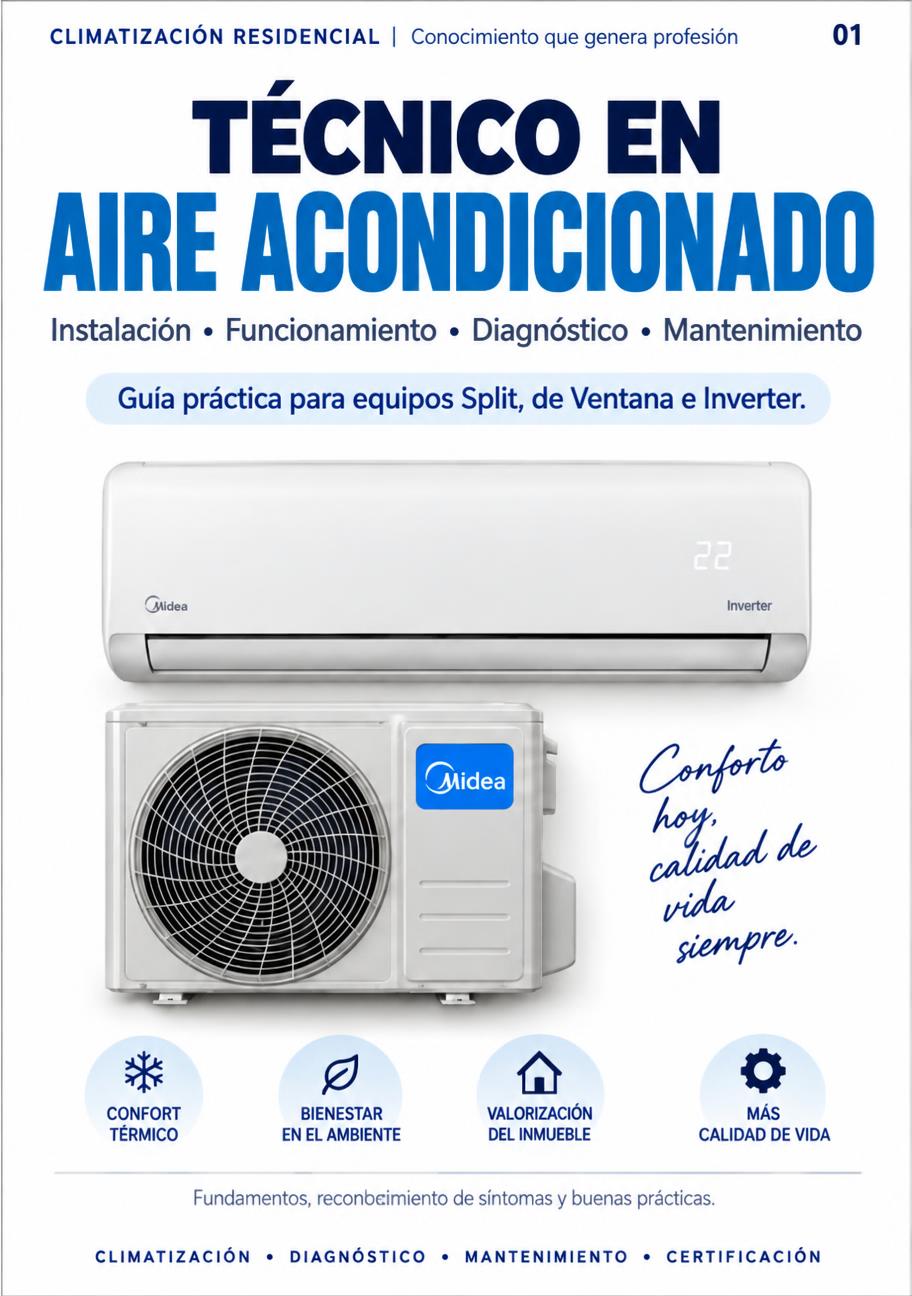 CLIMATIZACIÓN RESIDENCIAL | Conocimiento que genera profesión 01
TÉCNICO EN
AIRE ACONDICIONADO
Instalación • Funcionamiento • Diagnóstico • Mantenimiento
Guía práctica para equipos Split, de Ventana e Inverter.
22
Midea
Inverter
Midea
Conforto
hoy,
calidad de
vida
siempre.
CONFORT
TÉRMICO
BIENESTAR
EN EL AMBIENTE
VALORIZACIÓN
DEL INMUEBLE
MÁS
CALIDAD DE VIDA
Fundamentos, de síntomas y buenas prácticas.
CLIMATIZACIÓN • DIAGNÓSTICO • MANTENIMIENTO • CERTIFICACIÓN